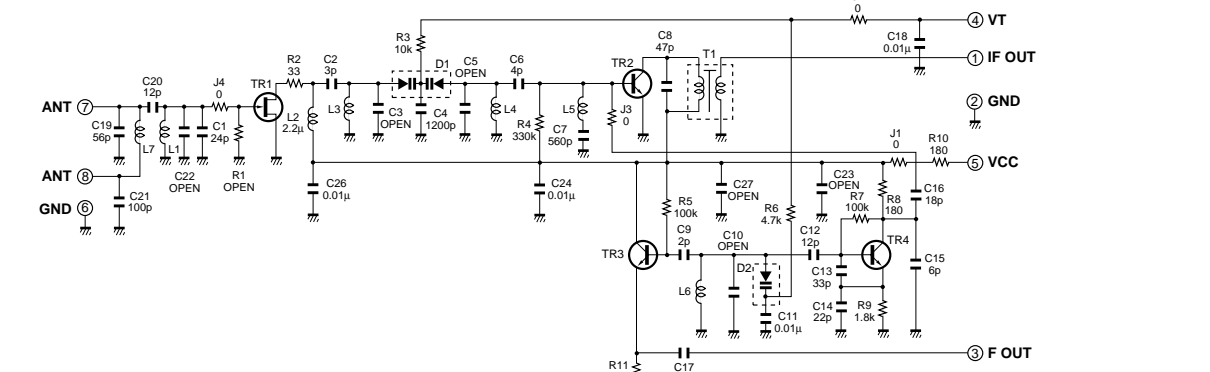 0
4 VT
C8
47p
T1
C18
0.01μ
1 IF OUT
R3
10k
D1
C5
OPEN
C6
4p
TR2
R2
33
C2
3p
TR1
C20
12p
J4
0
ANT 7
C19
56p
L7
L1
C22
OPEN
C1
24p
R1
OPEN
L2
2.2μ
L3
C3
OPEN
C4
1200p
L4
R4
330k
L5
C7
560p
J3
0
2 GND
J1
0
R10
180
5 VCC
ANT 8
C21
100p
GND 6
C26
0.01μ
C24
0.01μ
C27
OPEN
C23
OPEN
R5
100k
R6
4.7k
R7
100k
R8
180
C16
18p
TR3
C9
2p
C10
OPEN
D2
C12
12p
TR4
C13
33p
C15
6p
L6
C11
0.01μ
C14
22p
R9
1.8k
R11
C17
3 F OUT